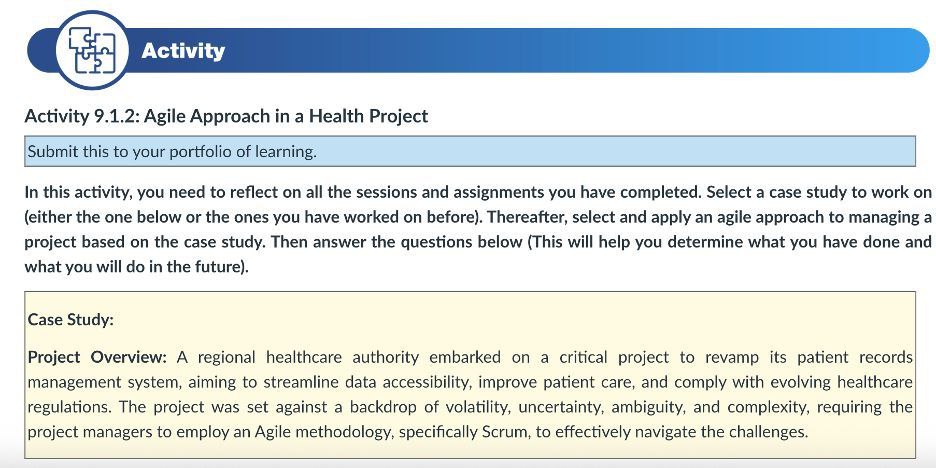 Activity
Activity 9.1.2: Agile Approach in a Health Project
Submit this to your portfolio of learning.
In this activity, you need to reflect on all the sessions and assignments you have completed. Select a case study to work on
(either the one below or the ones you have worked on before). Thereafter, select and apply an agile approach to managing a
project based on the case study. Then answer the questions below (This will help you determine what you have done and
what you will do in the future).
Case Study:
Project Overview: A regional healthcare authority embarked on a critical project to revamp its patient records
management system, aiming to streamline data accessibility, improve patient care, and comply with evolving healthcare
regulations. The project was set against a backdrop of volatility, uncertainty, ambiguity, and complexity, requiring the
project managers to employ an Agile methodology, specifically Scrum, to effectively navigate the challenges.